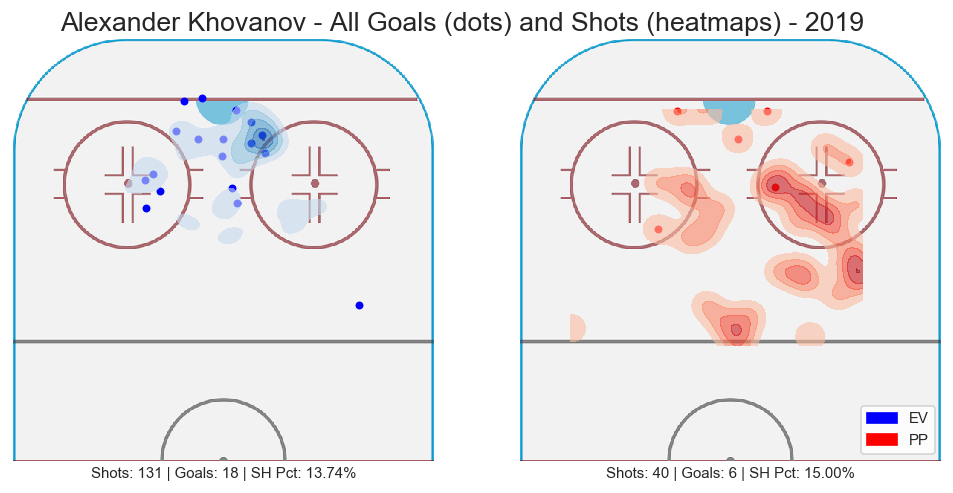 Alexander Khovanov - All Goals (dots) and Shots (heatmaps) - 2019
EV
PP
Shots: 131 | Goals: 18 | SH Pct: 13.74%
Shots: 40 | Goals: 6 | SH Pct: 15.00%